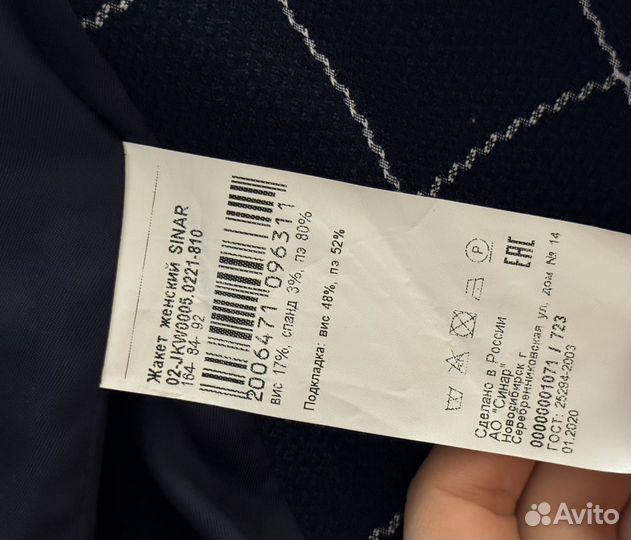 Жакет женский SINAR
02-JKW0005.0221-810
164 84 92
2006471 096311
вис 17%, спанд 3%, пэ 80%
Подкладка: вис 48%, пэ 52%
P
ЕАС
Сделано в России
АО "Синар"
Новосибирск г
Серебренниковская ул, дом № 14
00000001071 / 723
ГОСТ: 25294-2003
01.2020
Avito